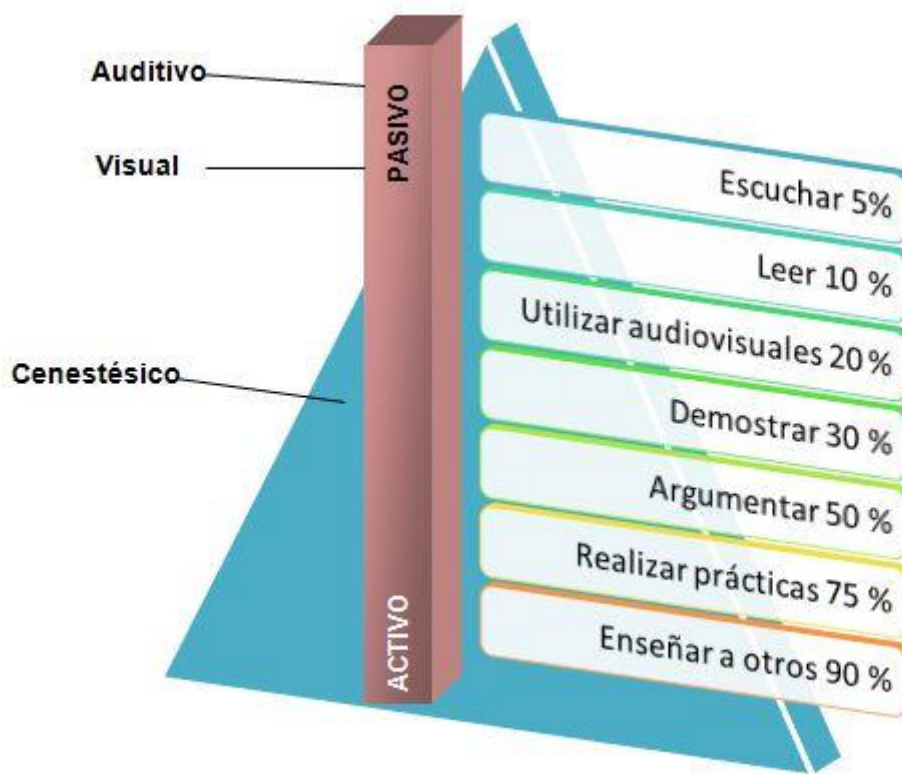 Auditivo
Visual
Cenestésico
PASIVO
ACTIVO
Escuchar 5%
Leer 10 %
Utilizar audiovisuales 20 %
Demostrar 30 %
Argumentar 50 %
Realizar prácticas 75 %
Enseñar a otros 90 %